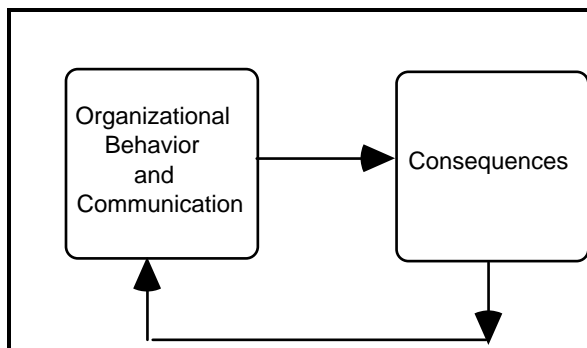 Organizational
Behavior
and
Communication
Consequences